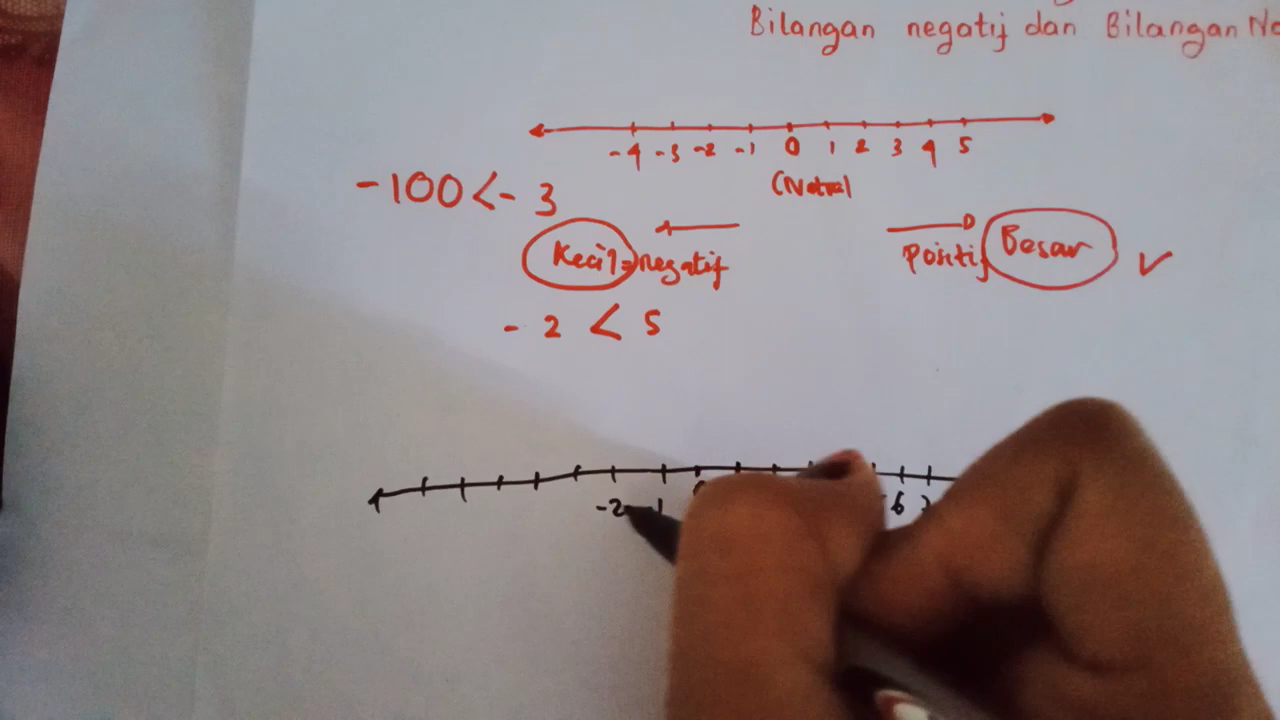 Bilangan negatif dan Bilangan
-4 -3 -2 -1 0 1 2 3 4 5
-100 < - 3
Kecil = negatif
Positif Besar
- 2 < 5
-2 -1 6